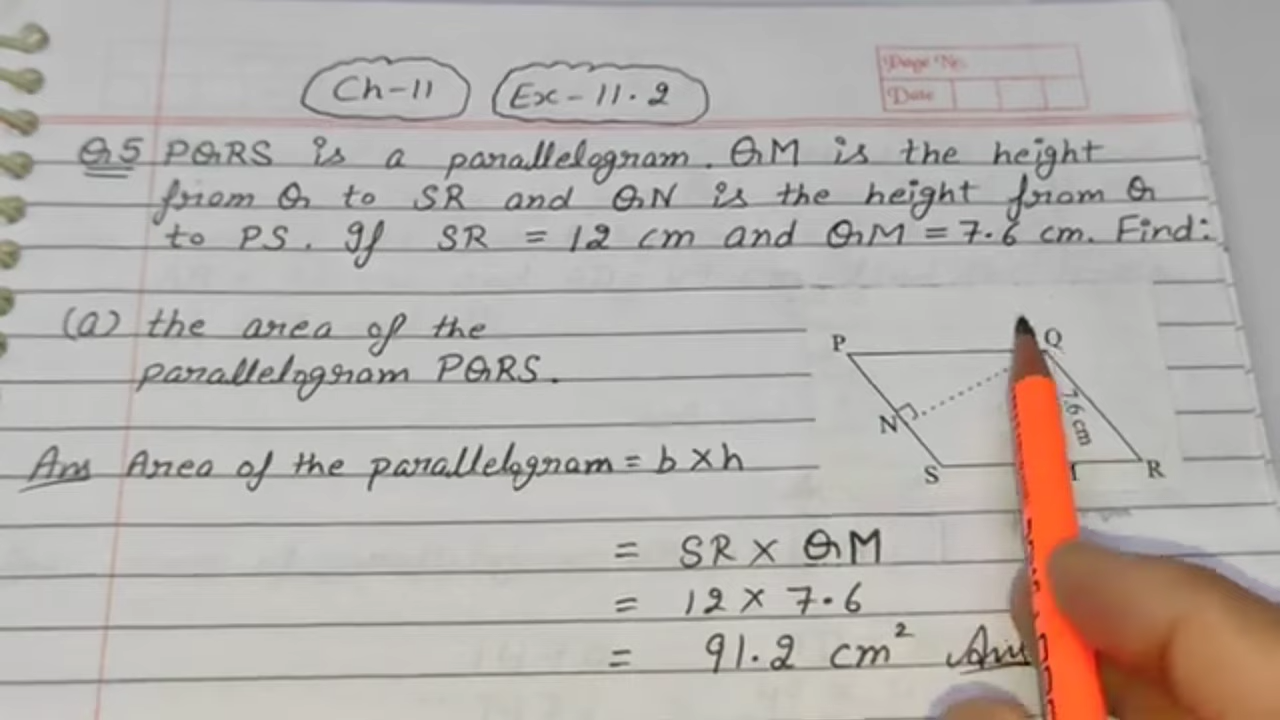 Ch-11
Ex-11.2
Page No.
Date
Q5 PQRS is a parallelogram. QM is the height
from Q to SR and QN is the height from Q
to PS. If SR = 12 cm and QM = 7.6 cm. Find:
(a) the area of the
parallelogram PQRS.
P
Q
N
7.6 cm
S
R
Ans Area of the parallelogram = b×h
= SR × QM
= 12 × 7.6
= 91.2 cm² Ans